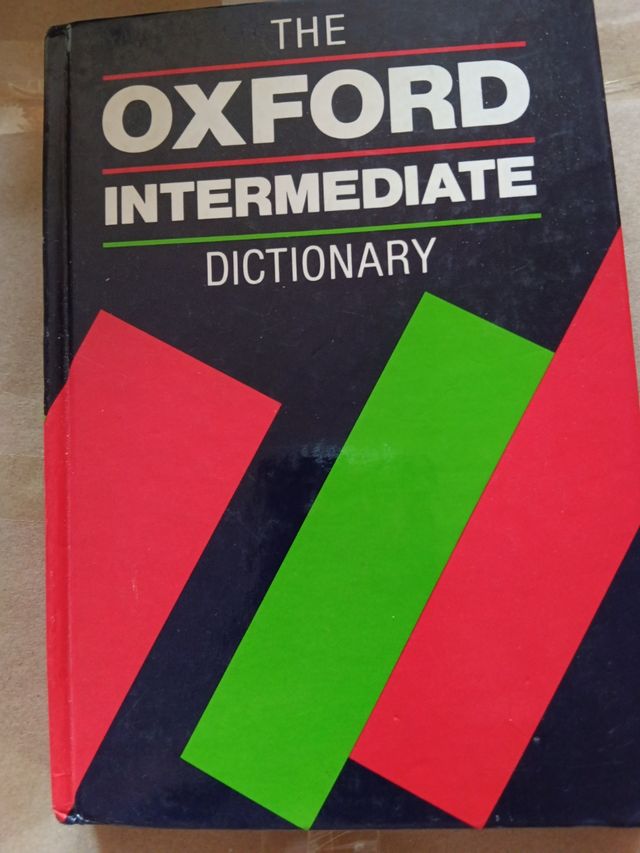 THE
OXFORD
INTERMEDIATE
DICTIONARY